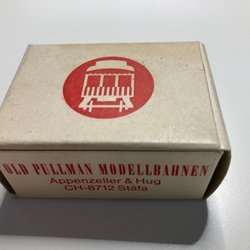 OLD PULLMAN MODELLBAHNEN
Appenzeller & Hug
CH-8712 Stäfa